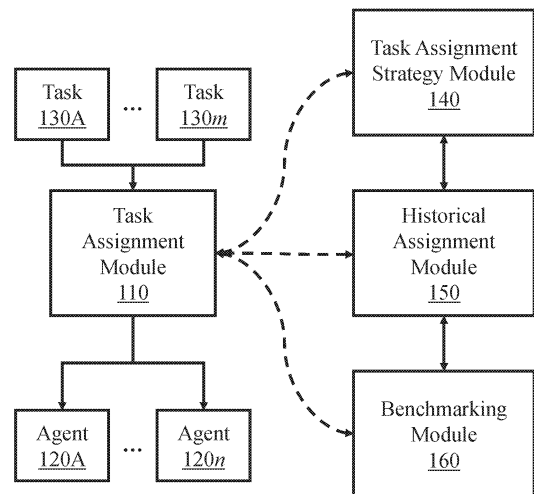 Task
130A
...
Task
130m
Task Assignment
Strategy Module
140
Task
Assignment
Module
110
Historical
Assignment
Module
150
Agent
120A
...
Agent
120n
Benchmarking
Module
160